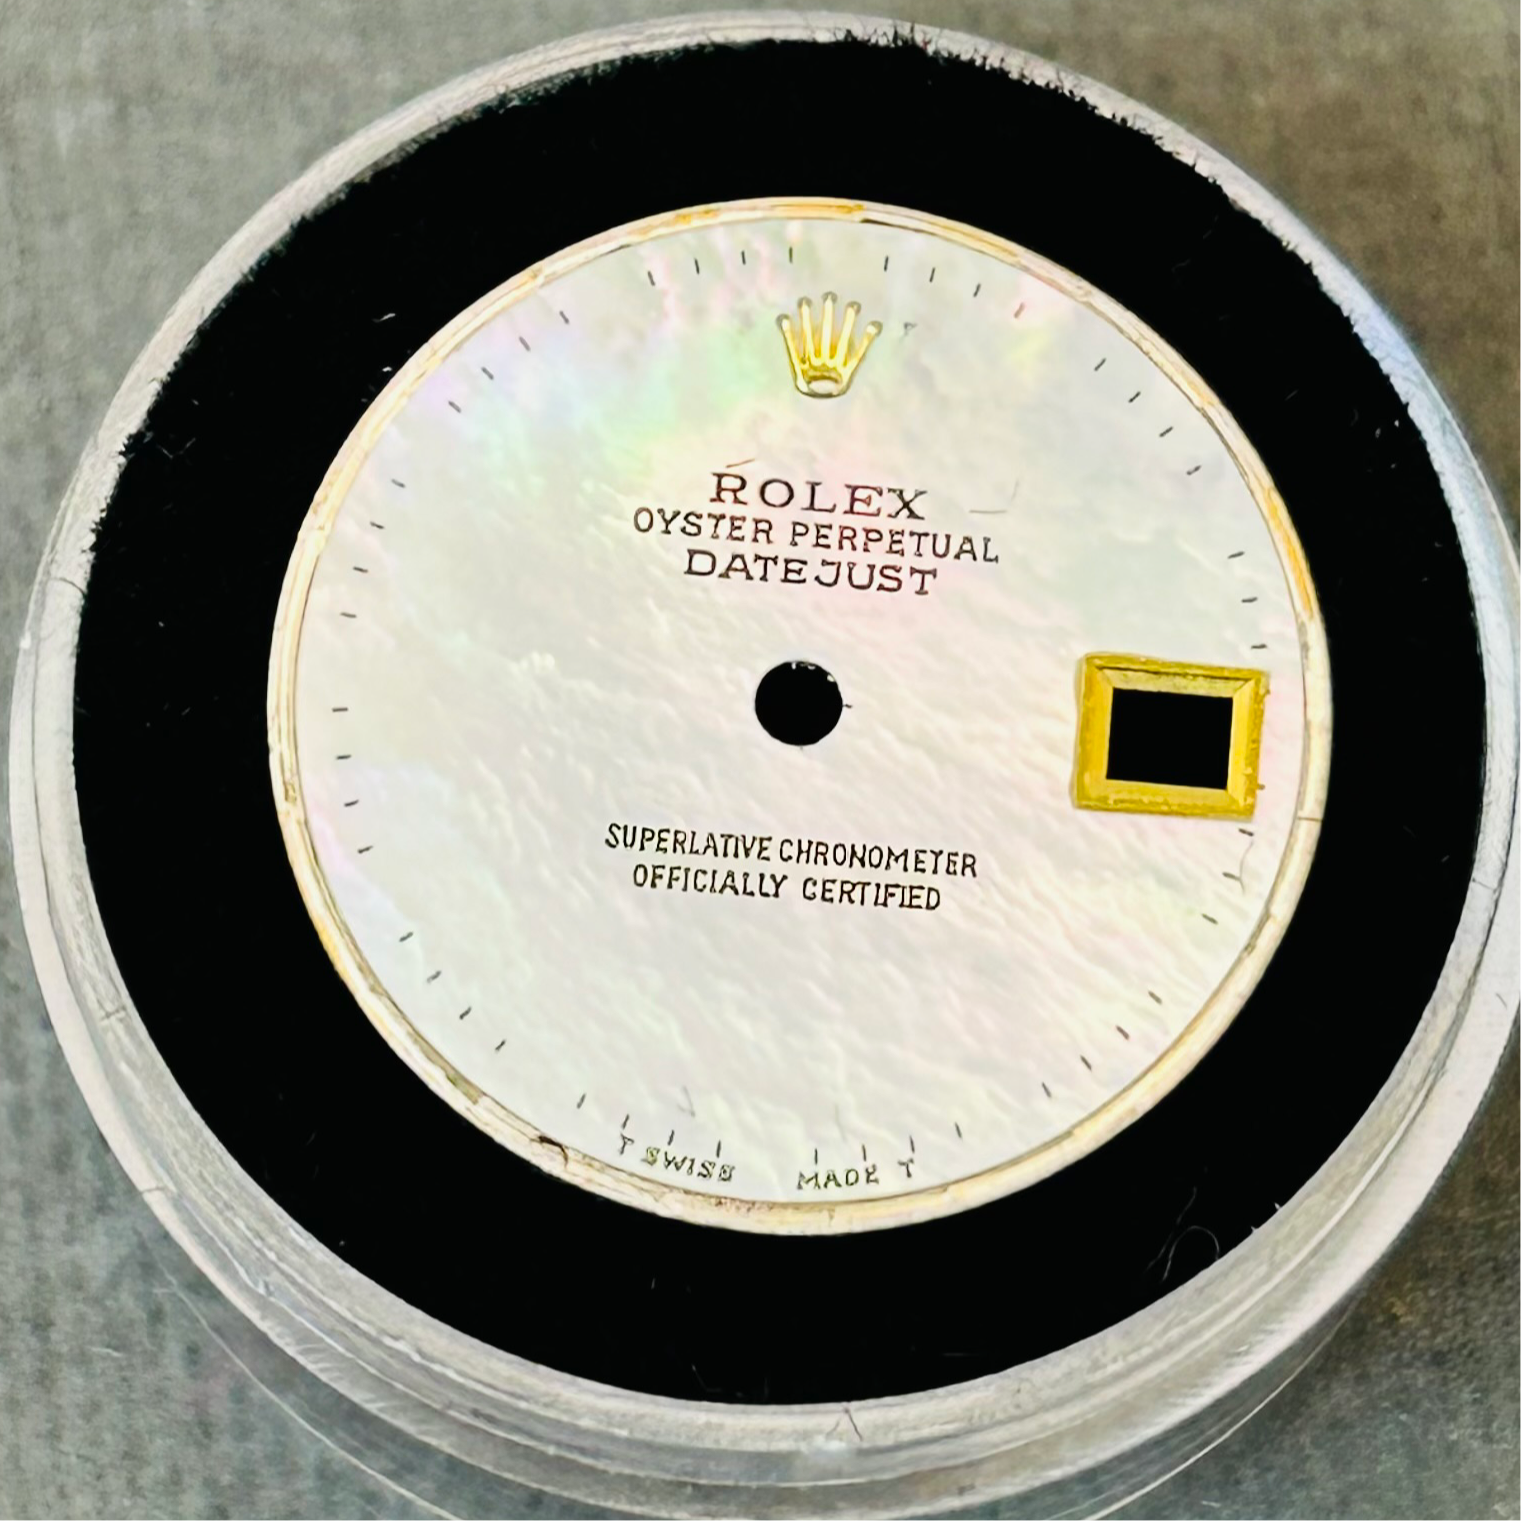 ROLEX
OYSTER PERPETUAL
DATEJUST
SUPERLATIVE CHRONOMETER
OFFICIALLY CERTIFIED
T SWISS MADE T